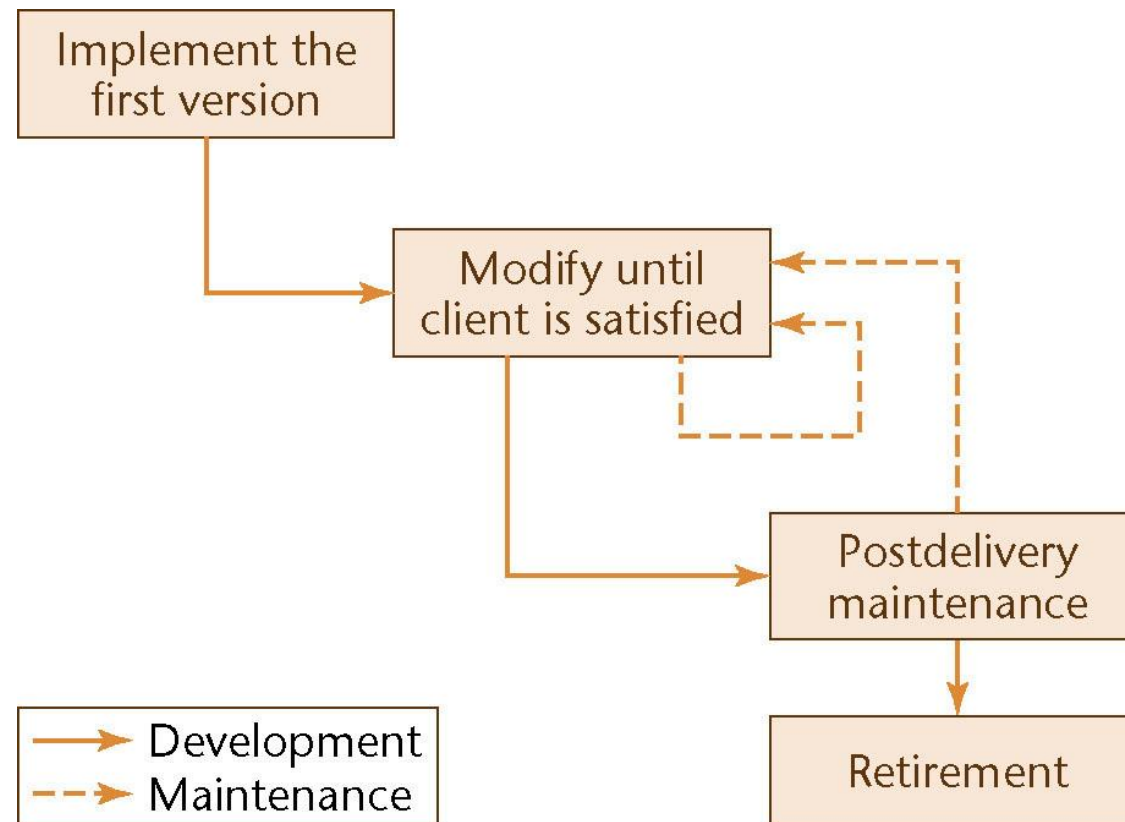 Implement the
first version
Modify until
client is satisfied
Postdelivery
maintenance
Retirement
Development
Maintenance